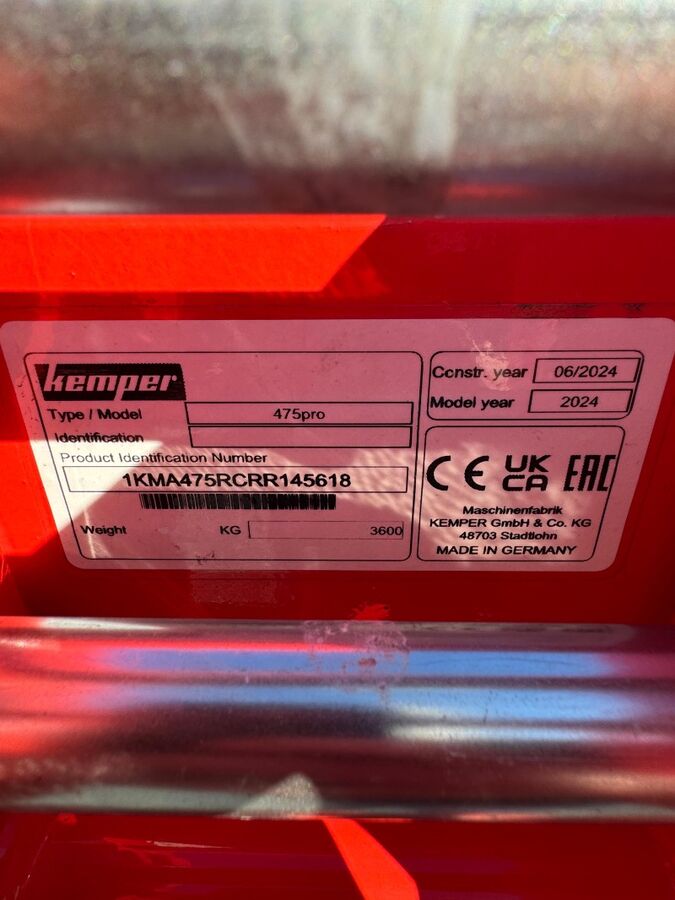 kemper
Type / Model 475pro
Identification
Product Identification Number
1KMA475RCRR145618
Weight KG 3600
Constr. year 06/2024
Model year 2024
CE UK CA EAC
Maschinenfabrik
KEMPER GmbH & Co. KG
48703 Stadtlohn
MADE IN GERMANY